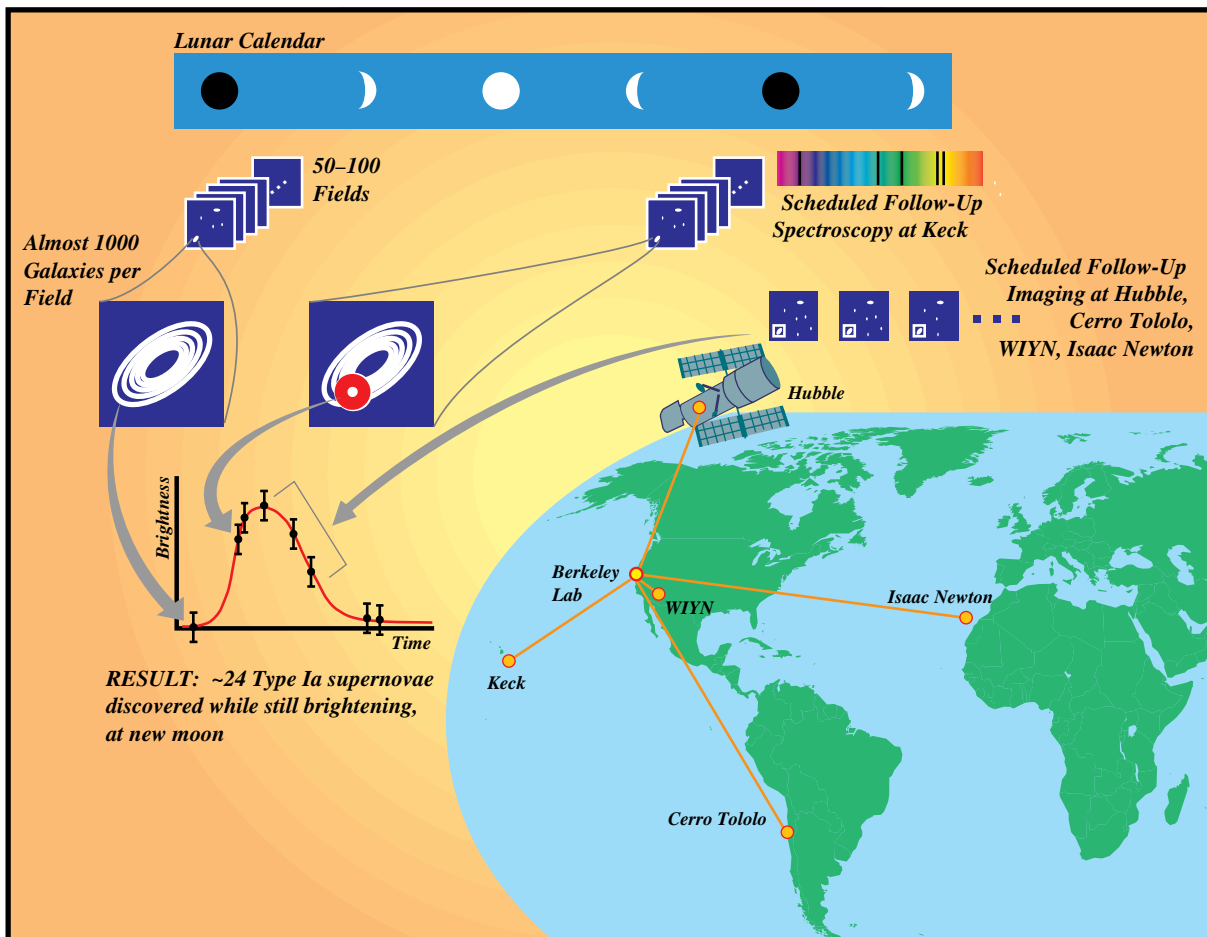 Lunar Calendar
50–100
Fields
Almost 1000
Galaxies per
Field
Scheduled Follow-Up
Spectroscopy at Keck
Scheduled Follow-Up
Imaging at Hubble,
Cerro Tololo,
WIYN, Isaac Newton
Hubble
Brightness
Time
RESULT: ~24 Type Ia supernovae
discovered while still brightening,
at new moon
Berkeley
Lab
WIYN
Isaac Newton
Keck
Cerro Tololo